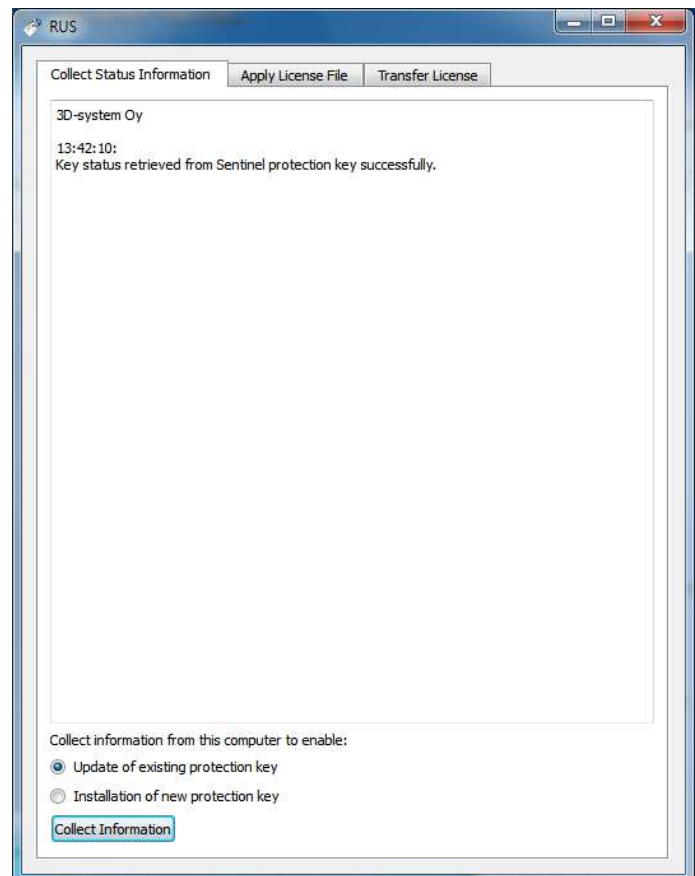 RUS
Collect Status Information
Apply License File
Transfer License
3D-system Oy
13:42:10:
Key status retrieved from Sentinel protection key successfully.
Collect information from this computer to enable:
Update of existing protection key
Installation of new protection key
Collect Information